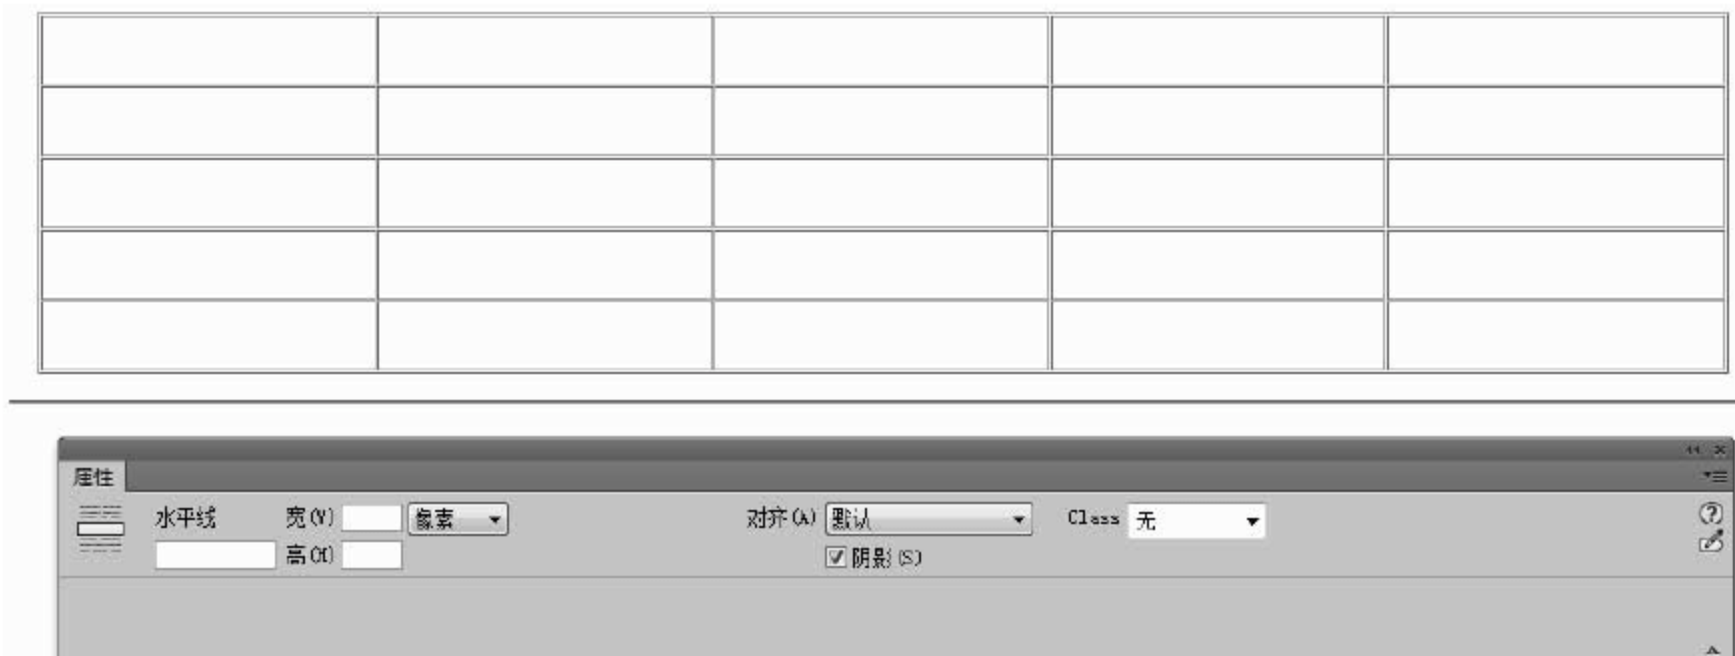 属性
水平线 宽(W) 像素 对齐(A) 默认 Class 无
高(H) 阴影(S)